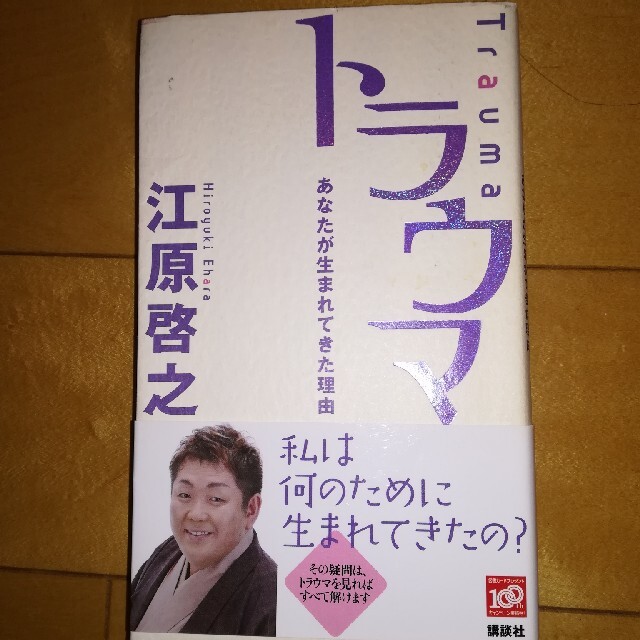 Trauma
トラウマ
あなたが生まれてきた理由
Hiroyuki Ehara
江原啓之
私は
何のために
生まれてきたの?
その疑問は、
トラウマを見れば
すべて解けます
100
講談社